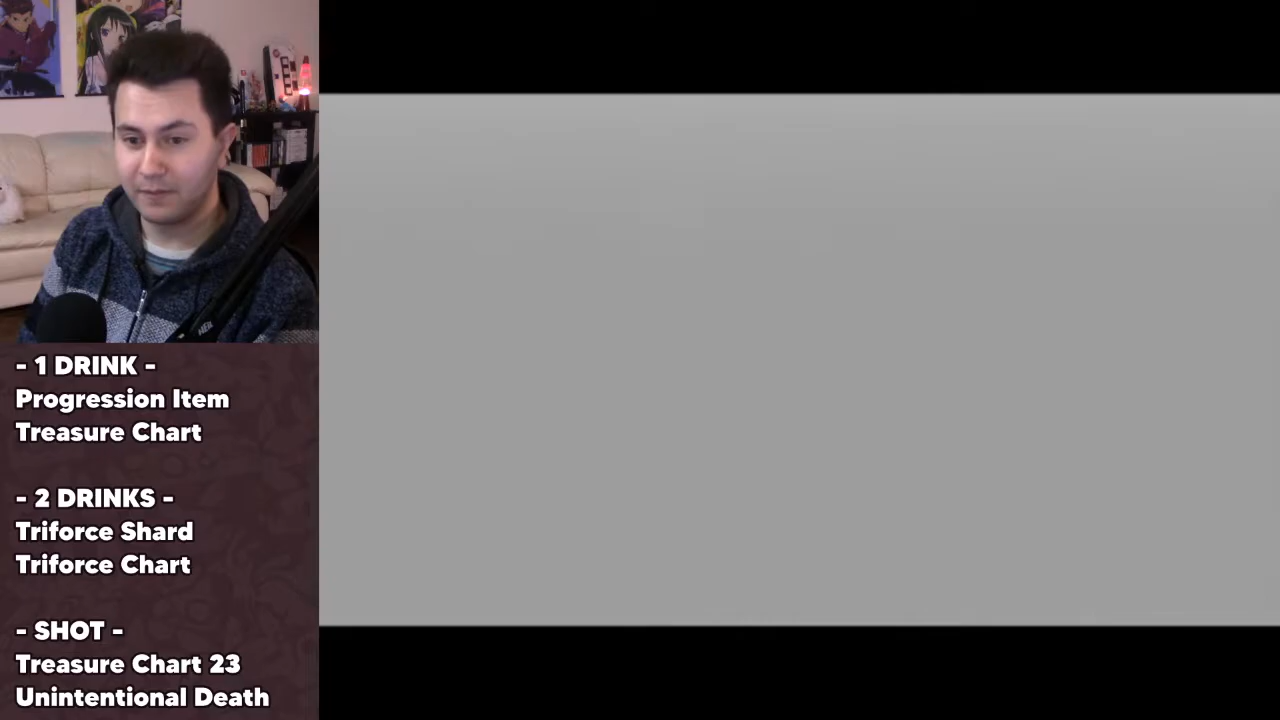 - 1 DRINK -
Progression Item
Treasure Chart
- 2 DRINKS -
Triforce Shard
Triforce Chart
- SHOT -
Treasure Chart 23
Unintentional Death